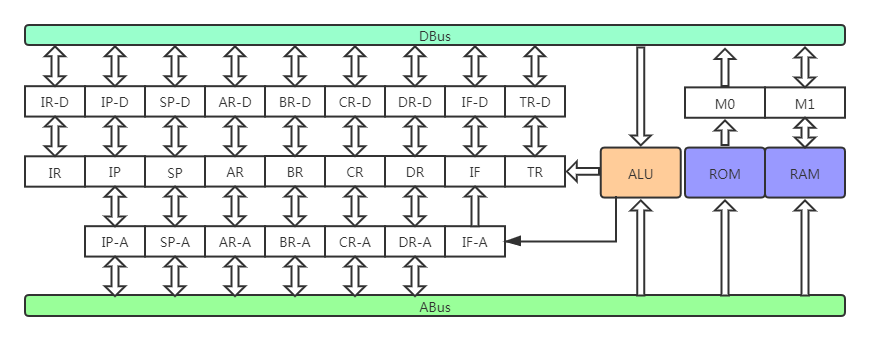 DBus
IR-D IP-D SP-D AR-D BR-D CR-D DR-D IF-D TR-D M0 M1
IR IP SP AR BR CR DR IF TR ALU ROM RAM
IP-A SP-A AR-A BR-A CR-A DR-A IF-A
ABus